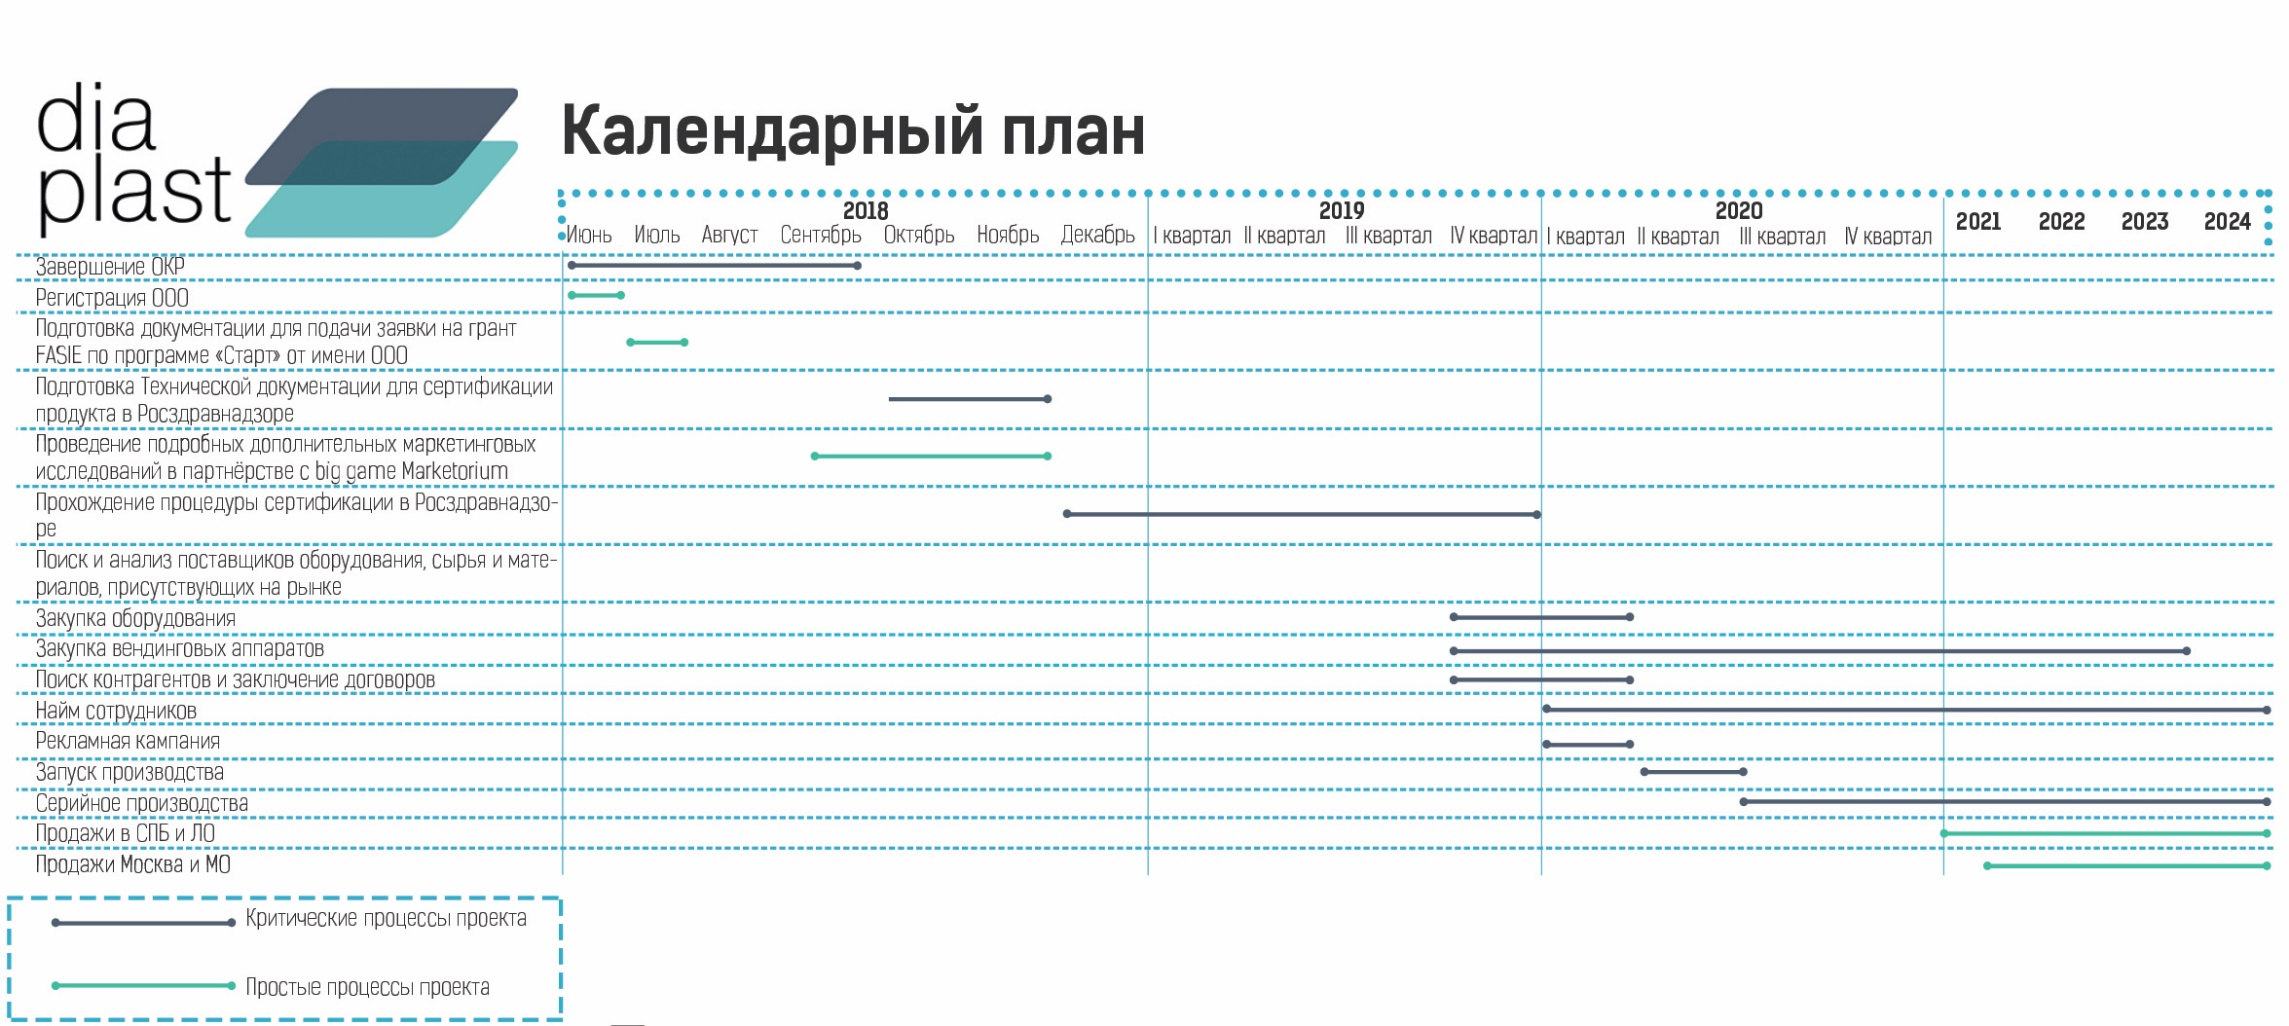 dia
plast
Календарный план
2018
2019
2020
2021 2022 2023 2024
Июнь Июль Август Сентябрь Октябрь Ноябрь Декабрь I квартал II квартал III квартал IV квартал I квартал II квартал III квартал IV квартал
Завершение ОКР
Регистрация ООО
Подготовка документации для подачи заявки на грант
FASIE по программе «Старт» от имени ООО
Подготовка Технической документации для сертификации
продукта в Росздравнадзоре
Проведение подробных дополнительных маркетинговых
исследований в партнёрстве с big game Marketorium
Прохождение процедуры сертификации в Росздравнадзо-
ре
Поиск и анализ поставщиков оборудования, сырья и мате-
риалов, присутствующих на рынке
Закупка оборудования
Закупка вендинговых аппаратов
Поиск контрагентов и заключение договоров
Найм сотрудников
Рекламная кампания
Запуск производства
Серийное производства
Продажи в СПБ и ЛО
Продажи Москва и МО
Критические процессы проекта
Простые процессы проекта